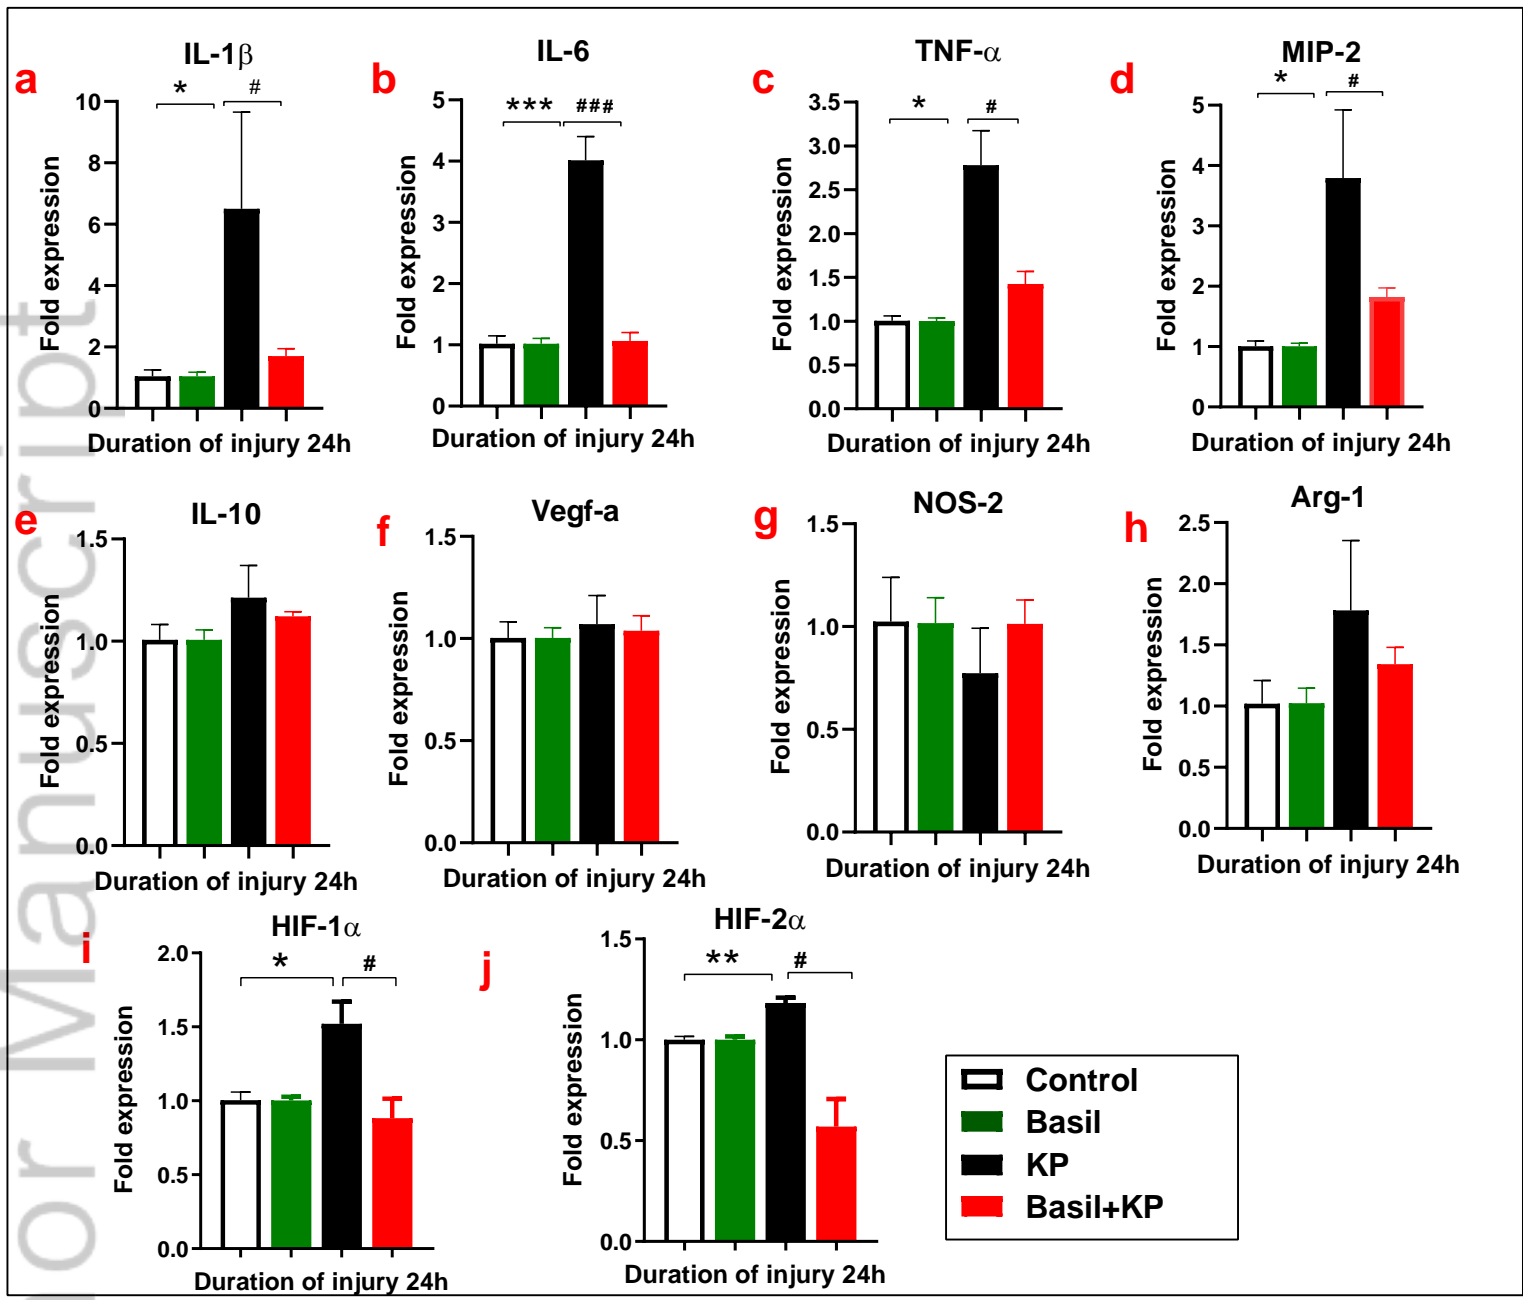 a
IL-1β
* #
10
8
6
4
2
0
Fold expression
Duration of injury 24h
b
IL-6
*** ###
5
4
3
2
1
0
Fold expression
Duration of injury 24h
c
TNF-α
* #
3.5
3.0
2.5
2.0
1.5
1.0
0.5
0.0
Fold expression
Duration of injury 24h
d
MIP-2
* #
5
4
3
2
1
0
Fold expression
Duration of injury 24h
e
IL-10
1.5
1.0
0.5
0.0
Fold expression
Duration of injury 24h
f
Vegf-a
1.5
1.0
0.5
0.0
Fold expression
Duration of injury 24h
g
NOS-2
1.5
1.0
0.5
0.0
Fold expression
Duration of injury 24h
h
Arg-1
2.5
2.0
1.5
1.0
0.5
0.0
Fold expression
Duration of injury 24h
i
HIF-1α
* #
2.0
1.5
1.0
0.5
0.0
Fold expression
Duration of injury 24h
j
HIF-2α
** #
1.5
1.0
0.5
0.0
Fold expression
Duration of injury 24h
Control
Basil
KP
Basil+KP
or Manuscript